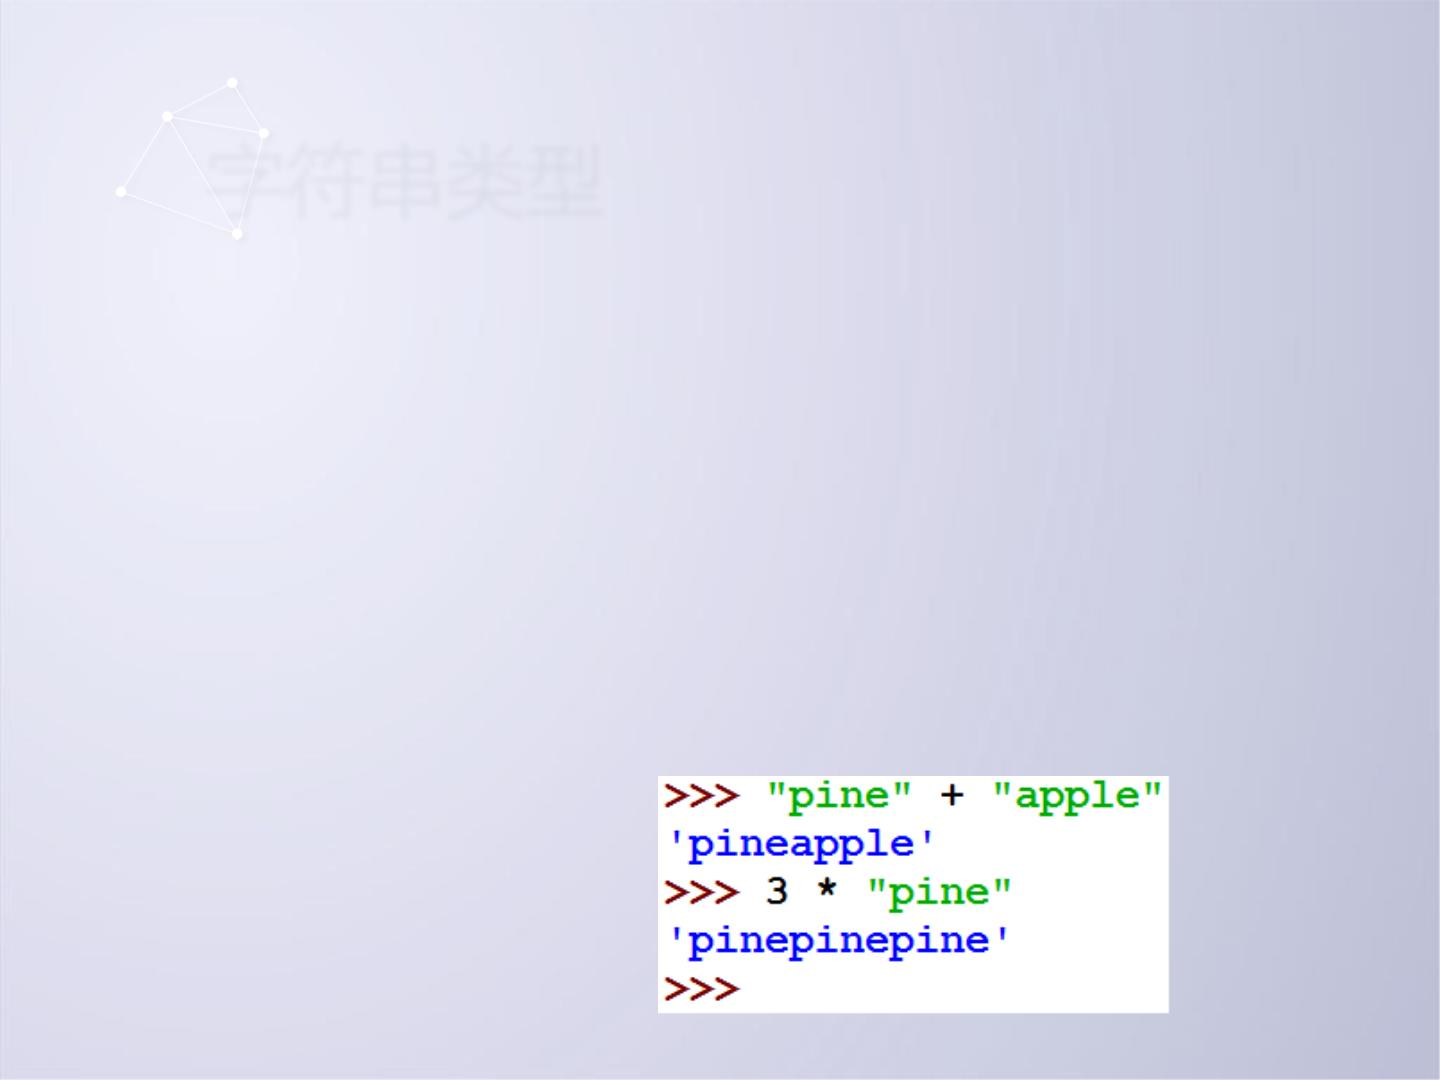 字符串类型
>>> "pine" + "apple"
'pineapple'
>>> 3 * "pine"
'pinepinepine'
>>>